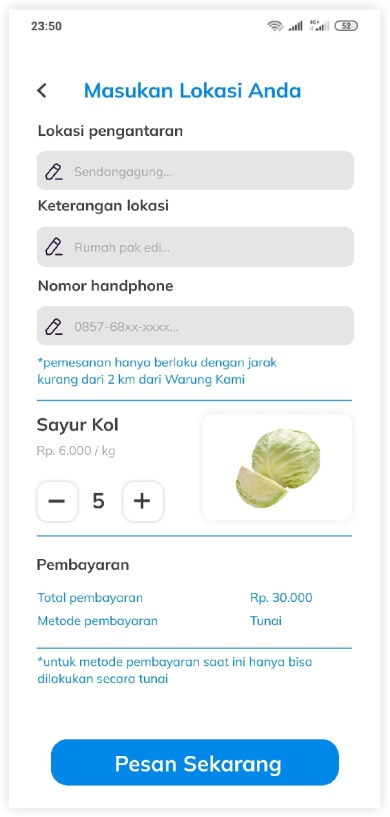 23:50
4G+
52
Masukan Lokasi Anda
Lokasi pengantaran
Sendangagung...
Keterangan lokasi
Rumah pak edi...
Nomor handphone
0857-68xx-xxxx...
*pemesanan hanya berlaku dengan jarak
kurang dari 2 km dari Warung Kami
Sayur Kol
Rp. 6.000 / kg
5
Pembayaran
Total pembayaran Rp. 30.000
Metode pembayaran Tunai
*untuk metode pembayaran saat ini hanya bisa
dilakukan secara tunai
Pesan Sekarang